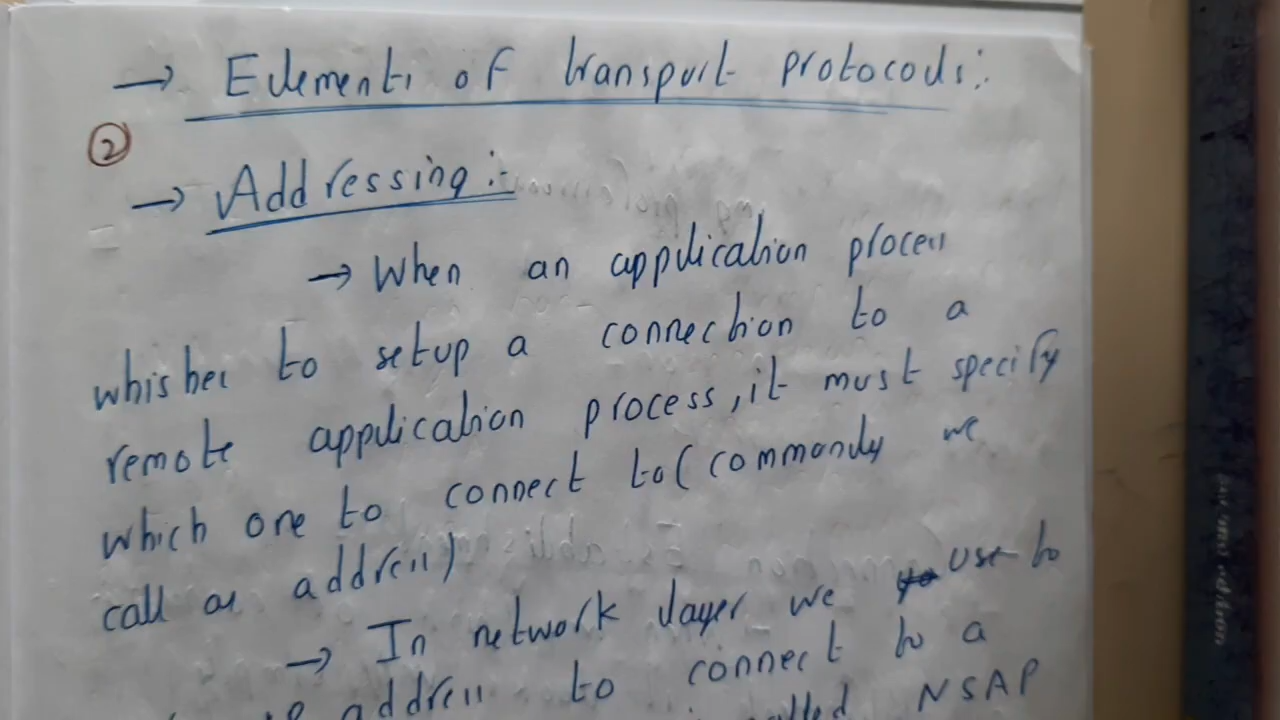 → Elements of transport protocols:
②
→ Addressing :-
→ When an application process
whishes to setup a connection to a
remote application process, it must specify
which one to connect to (commonly we
call as address)
→ In network layer we use to
address to connect to a
called NSAP